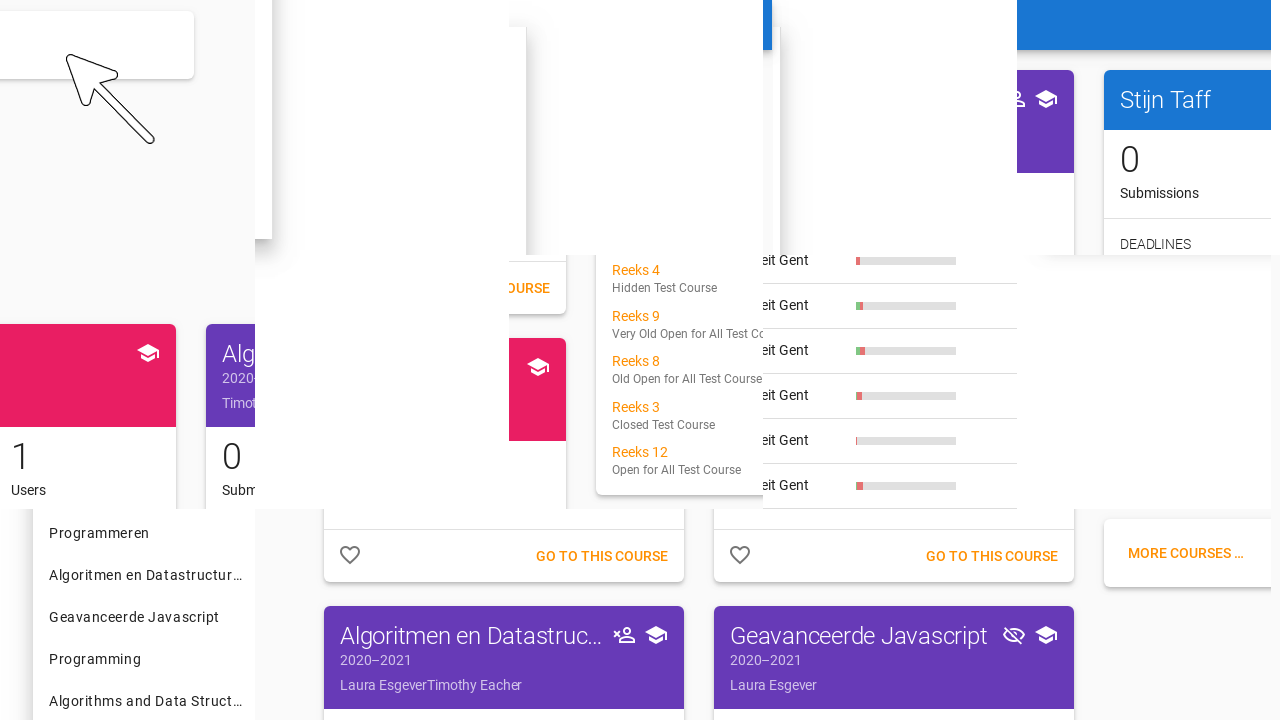 Stijn Taff
0
Submissions
DEADLINES
OURSE
Reeks 4
Hidden Test Course
Reeks 9
Very Old Open for All Test Co
Reeks 8
Old Open for All Test Course
Reeks 3
Closed Test Course
Reeks 12
Open for All Test Course
eit Gent
eit Gent
eit Gent
eit Gent
eit Gent
eit Gent
1
Users
Alg
2020-
Timot
0
Subm
Programmeren
Algoritmen en Datastructur…
Geavanceerde Javascript
Programming
Algorithms and Data Struct…
GO TO THIS COURSE
GO TO THIS COURSE
MORE COURSES …
Algoritmen en Datastruc…
2020–2021
Laura EsgeverTimothy Eacher
Geavanceerde Javascript
2020–2021
Laura Esgever